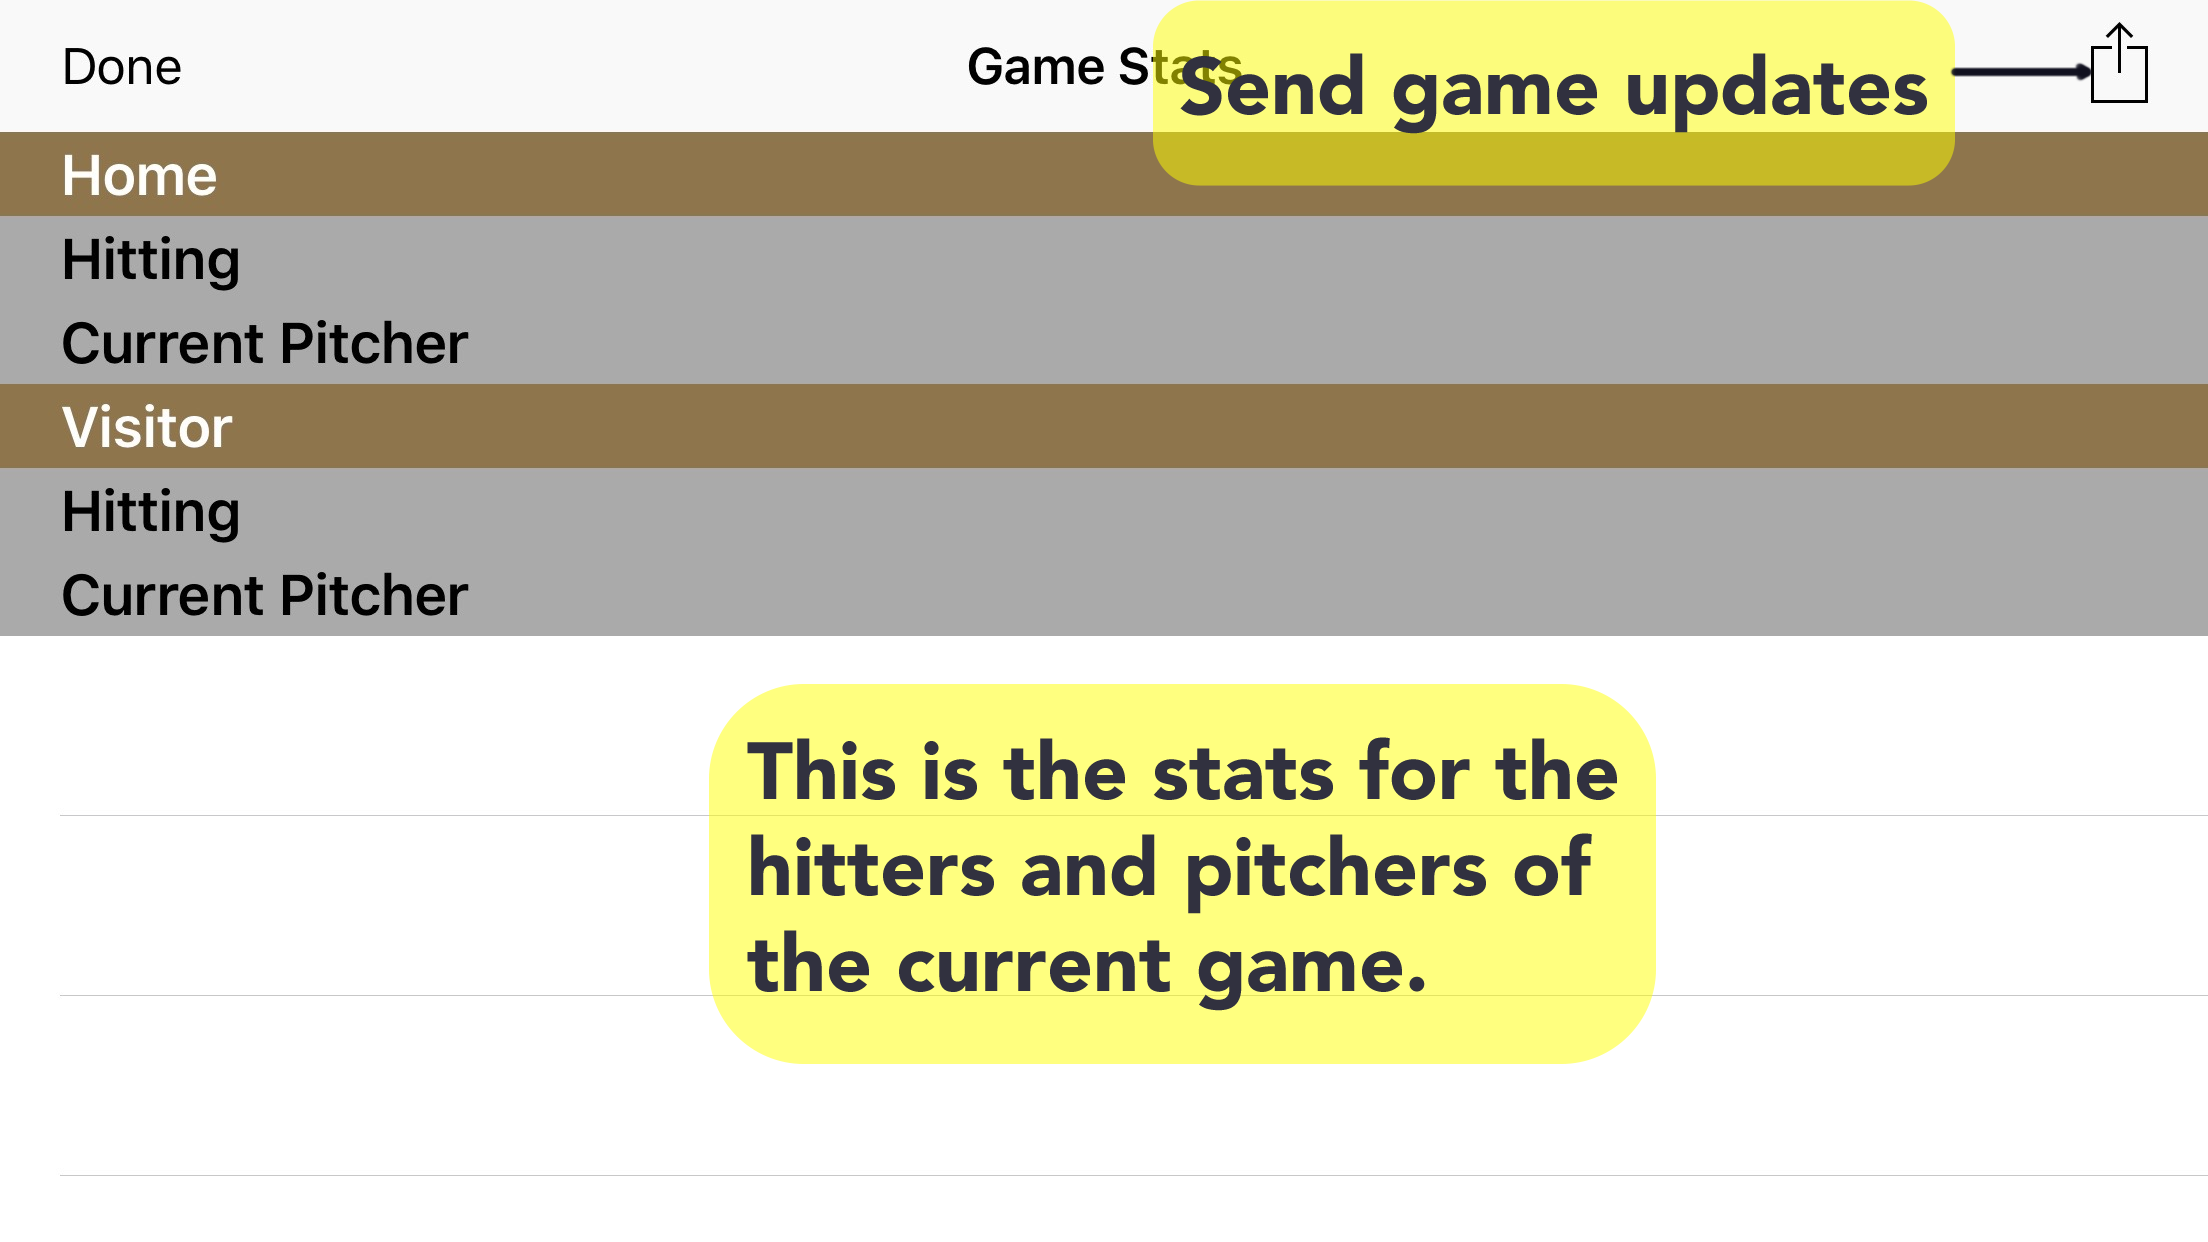 Done
Game Stats
Send game updates
Home
Hitting
Current Pitcher
Visitor
Hitting
Current Pitcher
This is the stats for the
hitters and pitchers of
the current game.